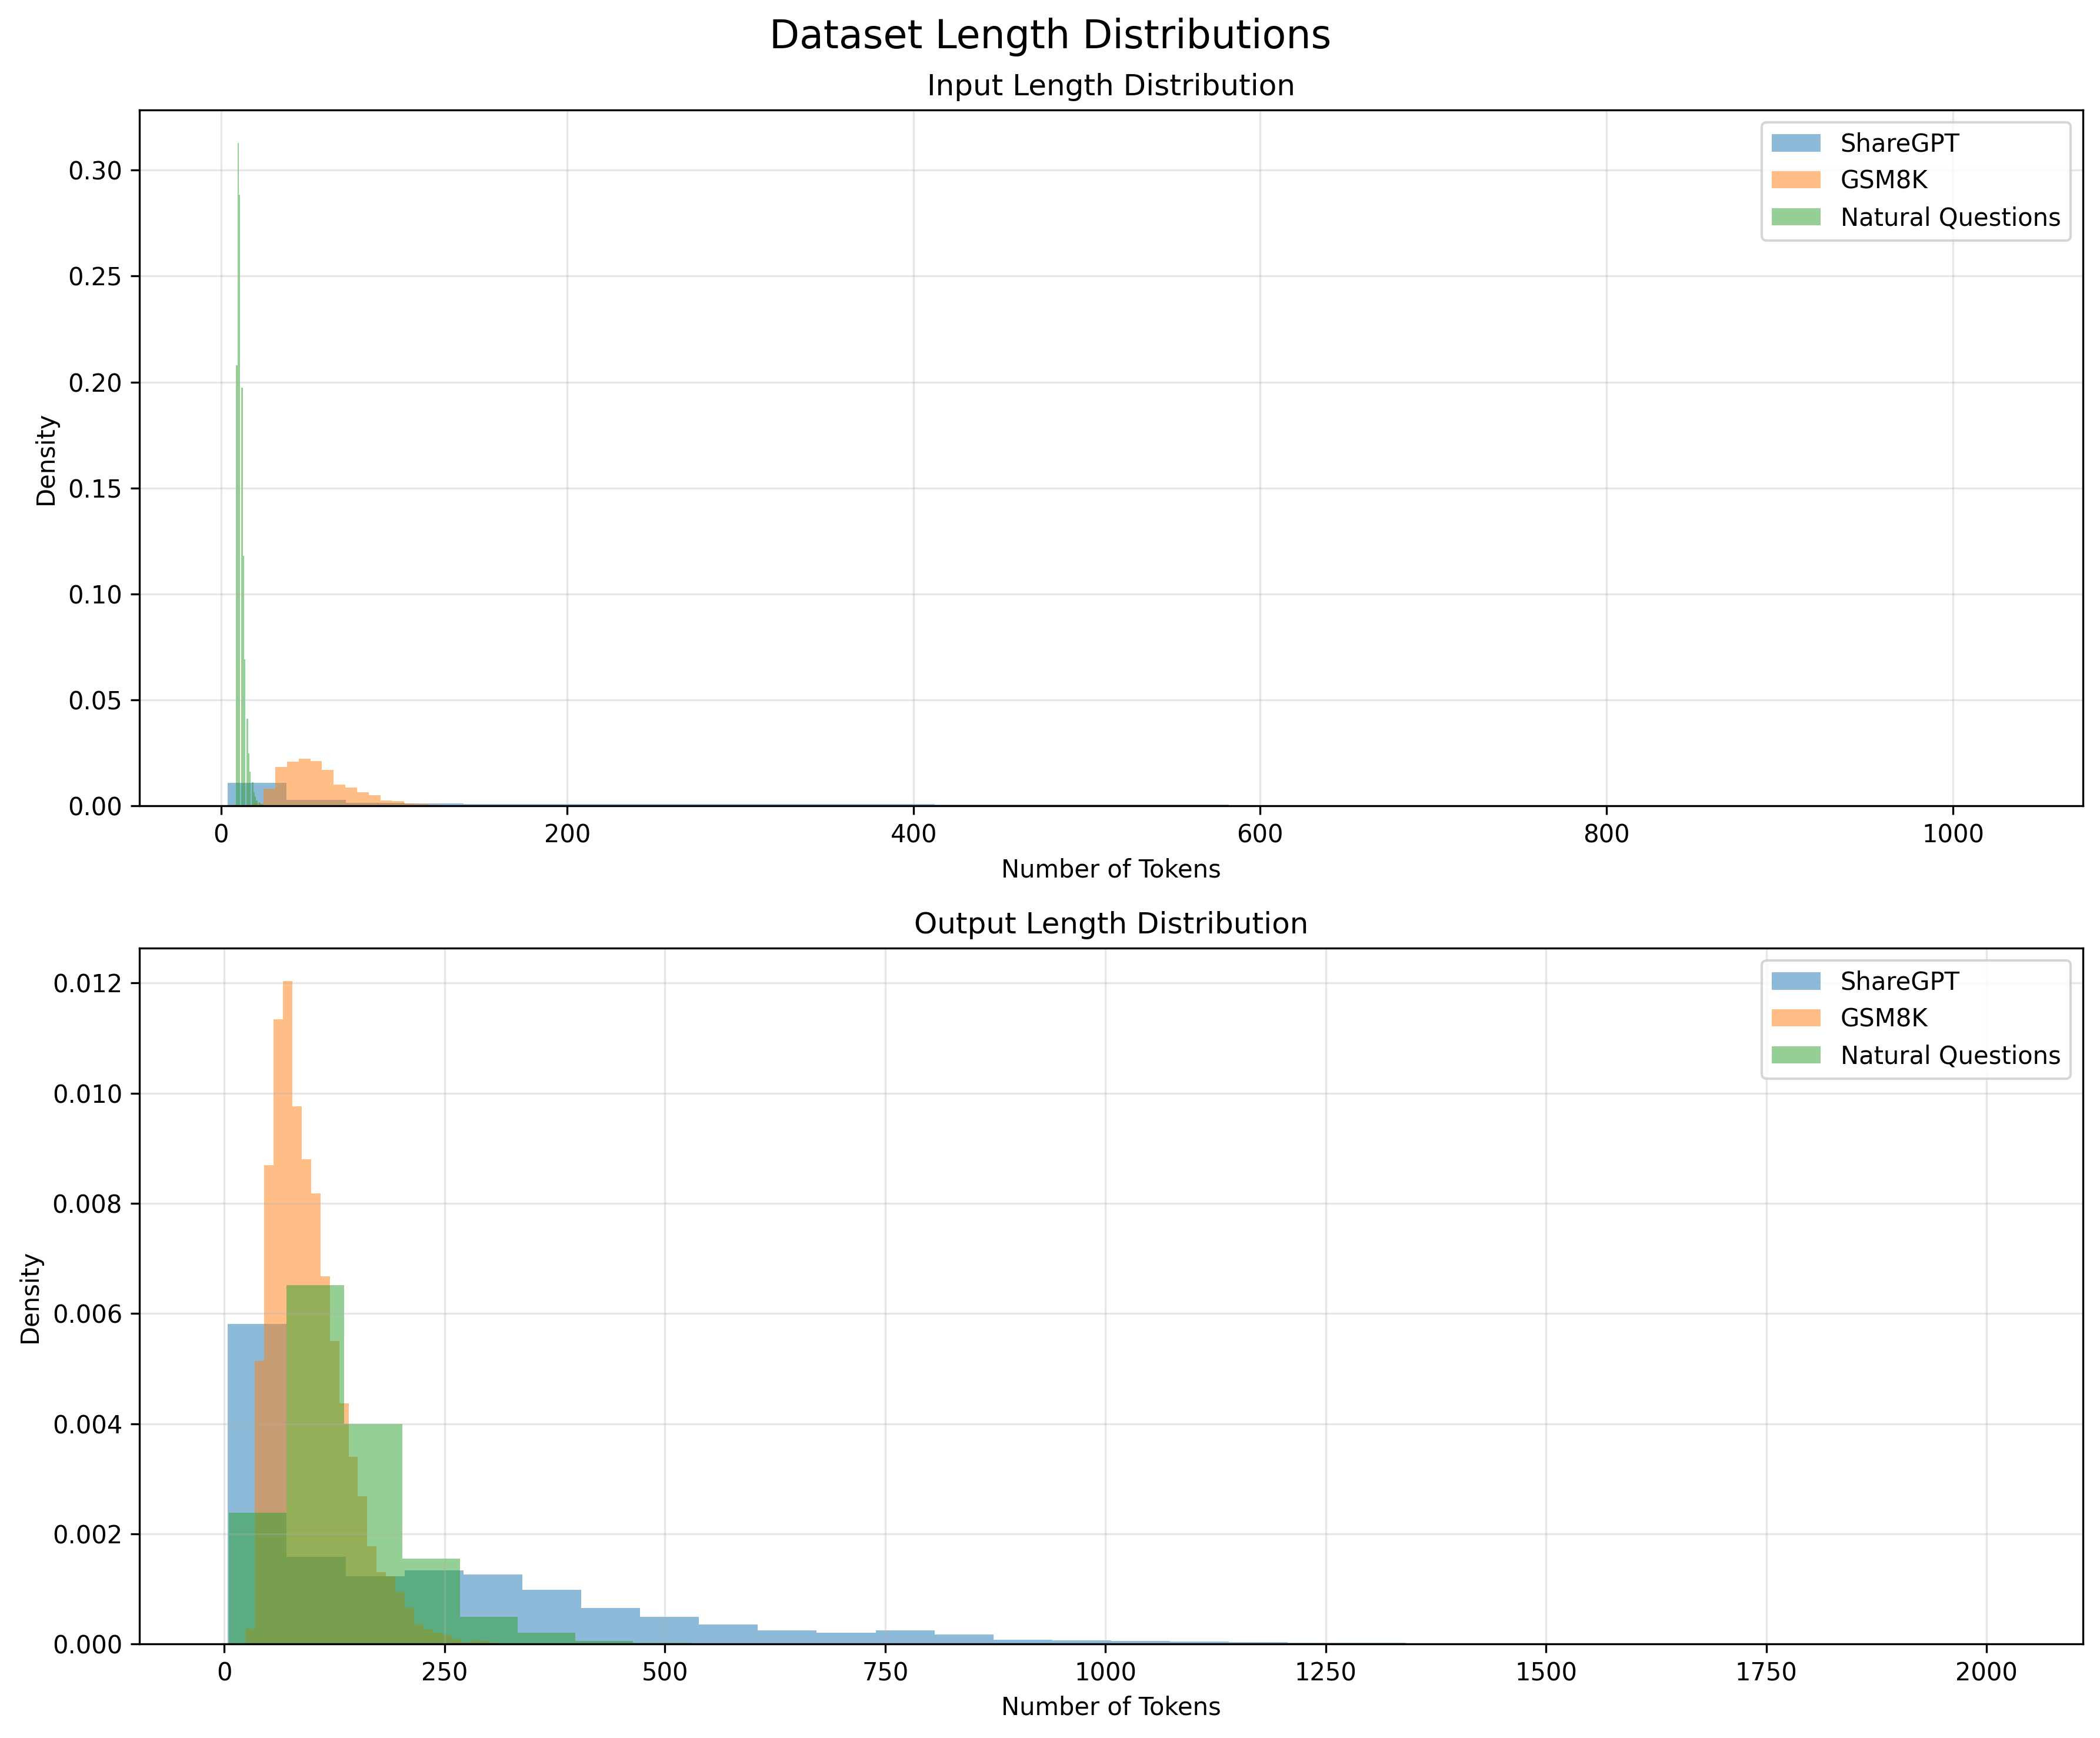 Dataset Length Distributions
Input Length Distribution
ShareGPT
GSM8K
Natural Questions
0.30
0.25
0.20
0.15
0.10
0.05
0.00
Density
0 200 400 600 800 1000
Number of Tokens
Output Length Distribution
ShareGPT
GSM8K
Natural Questions
0.012
0.010
0.008
0.006
0.004
0.002
0.000
Density
0 250 500 750 1000 1250 1500 1750 2000
Number of Tokens